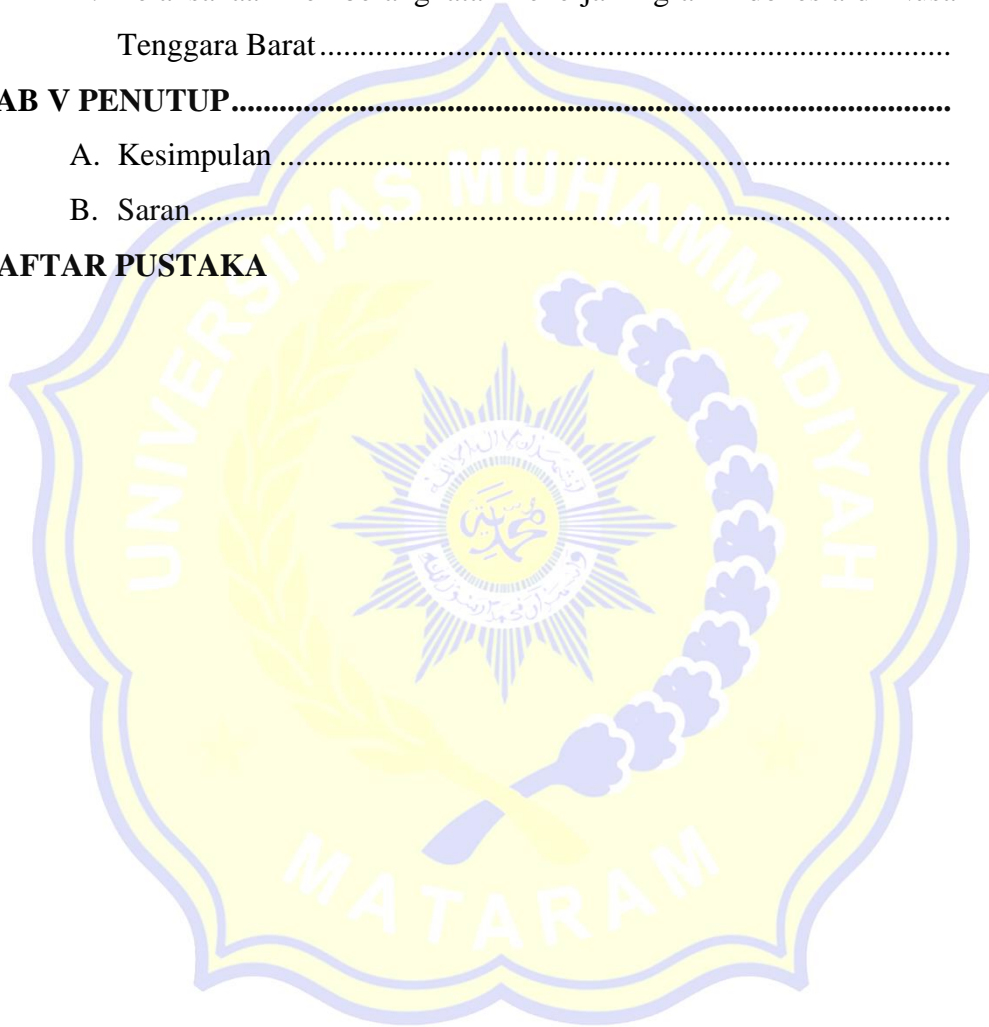 Tenggara Barat..............................................................................
AB V PENUTUP..........................................................................................
A. Kesimpulan...................................................................................
B. Saran..............................................................................................
AFTAR PUSTAKA
UNIVERSITAS MUHAMMADIYAH
MATARAM